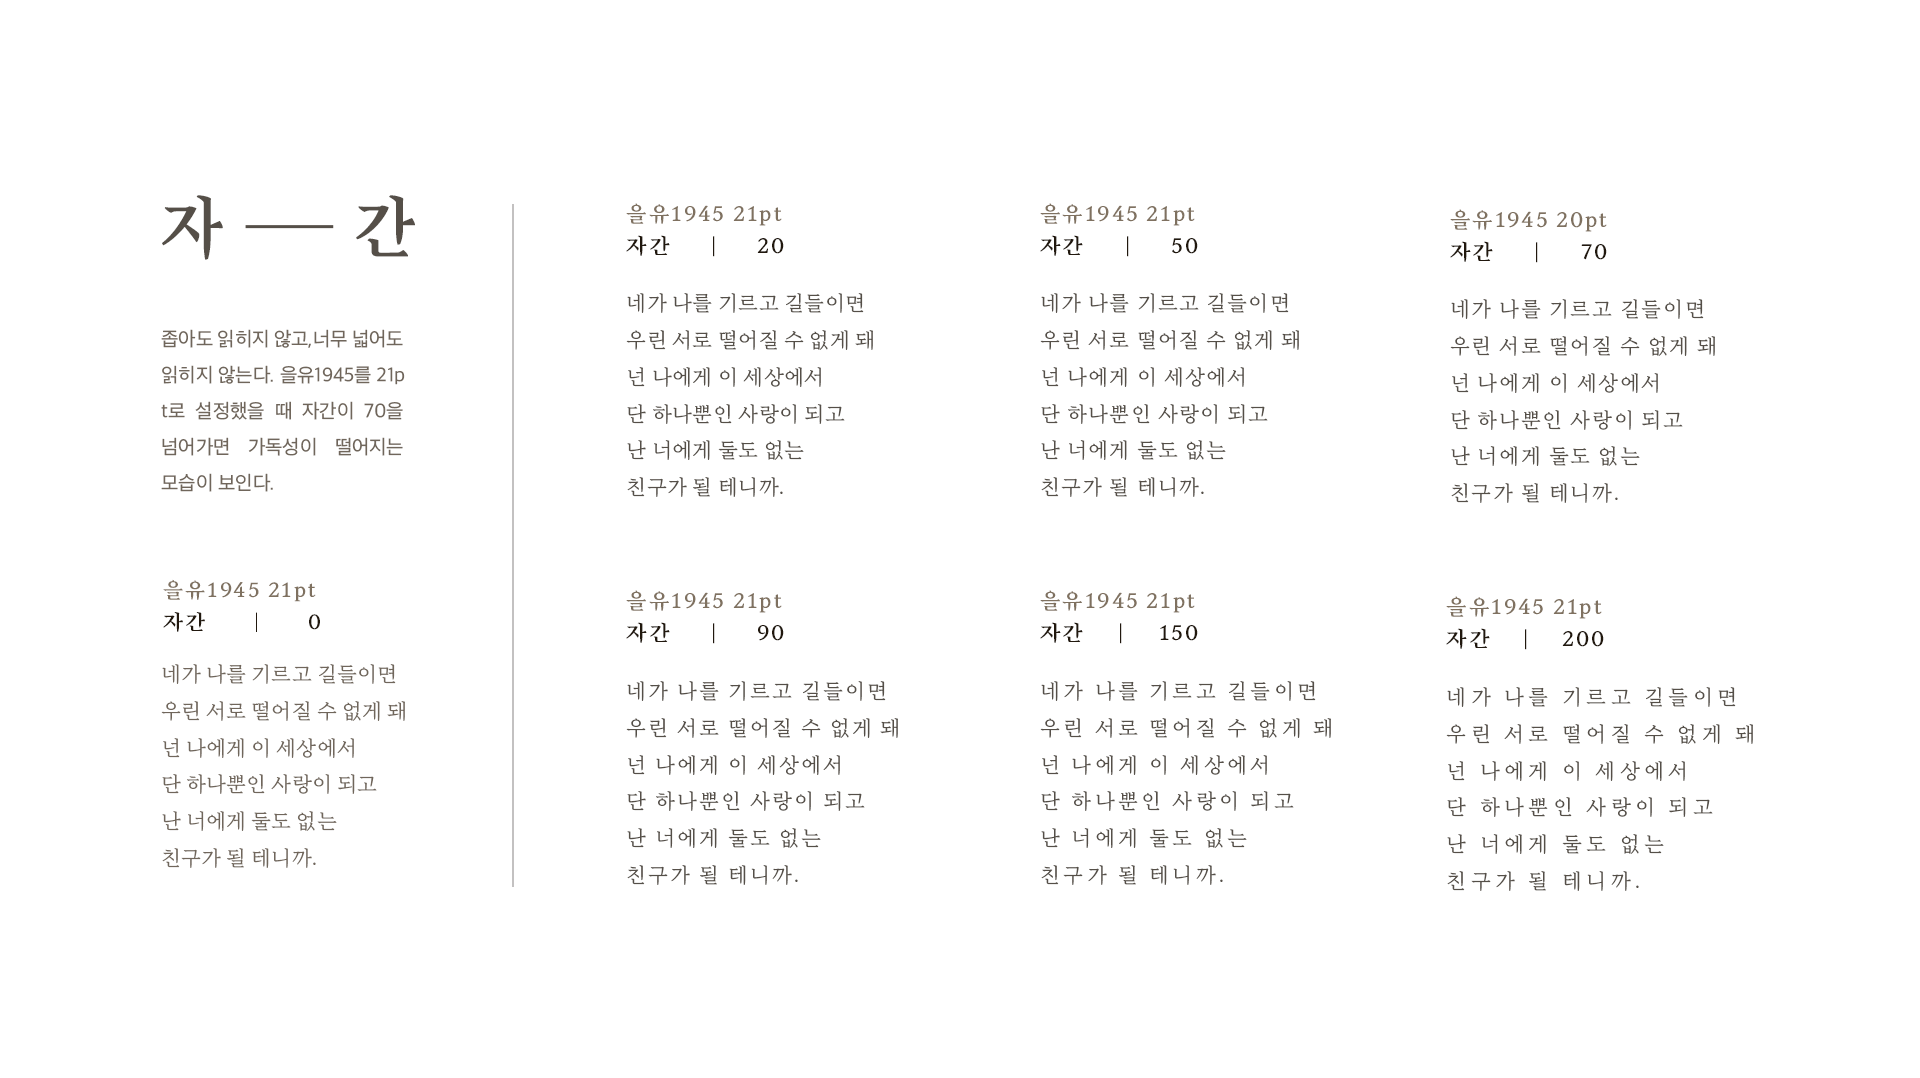 자 — 간
좁아도 읽히지 않고,너무 넓어도
읽히지 않는다. 을유1945를 21p
t로 설정했을 때 자간이 70을
넘어가면 가독성이 떨어지는
모습이 보인다.
을유1945 21pt
자간 | 0
네가 나를 기르고 길들이면
우린 서로 떨어질 수 없게 돼
넌 나에게 이 세상에서
단 하나뿐인 사랑이 되고
난 너에게 둘도 없는
친구가 될 테니까.
을유1945 21pt
자간 | 20
네가 나를 기르고 길들이면
우린 서로 떨어질 수 없게 돼
넌 나에게 이 세상에서
단 하나뿐인 사랑이 되고
난 너에게 둘도 없는
친구가 될 테니까.
을유1945 21pt
자간 | 50
네가 나를 기르고 길들이면
우린 서로 떨어질 수 없게 돼
넌 나에게 이 세상에서
단 하나뿐인 사랑이 되고
난 너에게 둘도 없는
친구가 될 테니까.
을유1945 20pt
자간 | 70
네가 나를 기르고 길들이면
우린 서로 떨어질 수 없게 돼
넌 나에게 이 세상에서
단 하나뿐인 사랑이 되고
난 너에게 둘도 없는
친구가 될 테니까.
을유1945 21pt
자간 | 90
네가 나를 기르고 길들이면
우린 서로 떨어질 수 없게 돼
넌 나에게 이 세상에서
단 하나뿐인 사랑이 되고
난 너에게 둘도 없는
친구가 될 테니까.
을유1945 21pt
자간 | 150
네가 나를 기르고 길들이면
우린 서로 떨어질 수 없게 돼
넌 나에게 이 세상에서
단 하나뿐인 사랑이 되고
난 너에게 둘도 없는
친구가 될 테니까.
을유1945 21pt
자간 | 200
네가 나를 기르고 길들이면
우린 서로 떨어질 수 없게 돼
넌 나에게 이 세상에서
단 하나뿐인 사랑이 되고
난 너에게 둘도 없는
친구가 될 테니까.